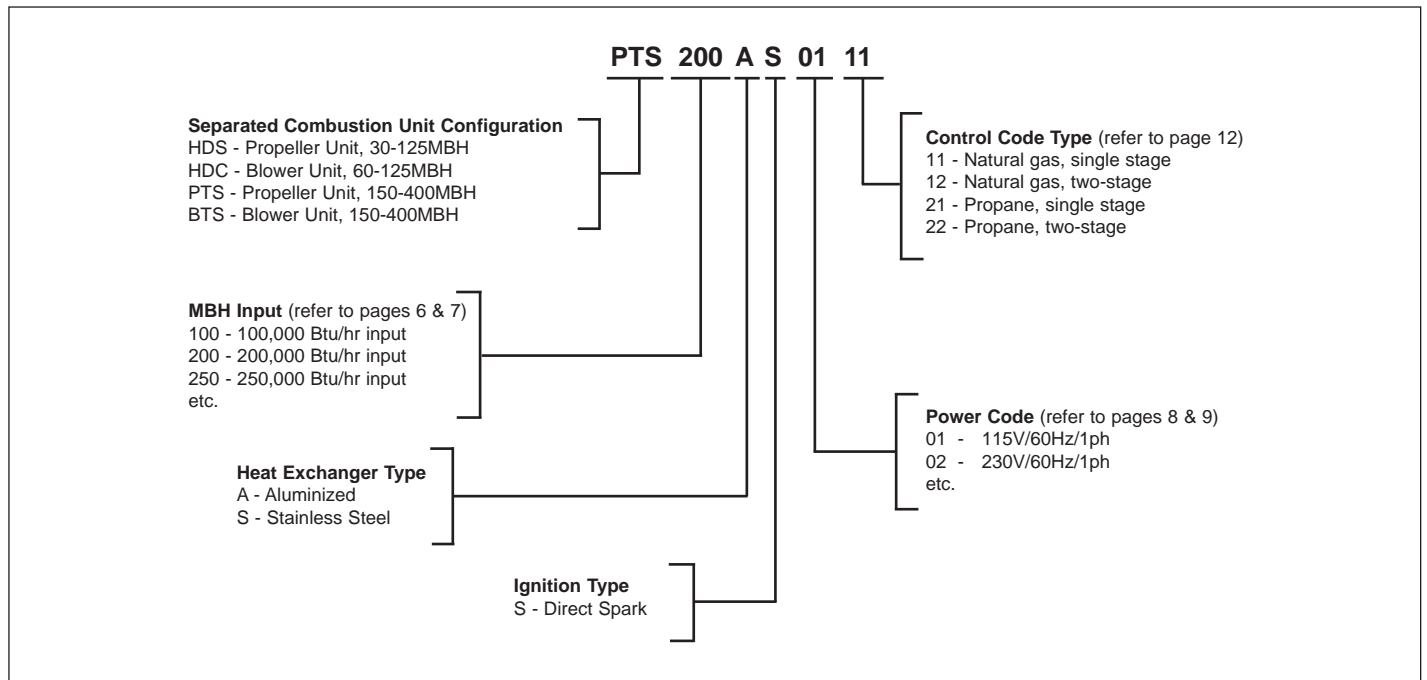 PTS 200 A S 01 11
Separated Combustion Unit Configuration
HDS - Propeller Unit, 30-125MBH
HDC - Blower Unit, 60-125MBH
PTS - Propeller Unit, 150-400MBH
BTS - Blower Unit, 150-400MBH
Control Code Type (refer to page 12)
11 - Natural gas, single stage
12 - Natural gas, two-stage
21 - Propane, single stage
22 - Propane, two-stage
MBH Input (refer to pages 6 & 7)
100 - 100,000 Btu/hr input
200 - 200,000 Btu/hr input
250 - 250,000 Btu/hr input
etc.
Power Code (refer to pages 8 & 9)
01 - 115V/60Hz/1ph
02 - 230V/60Hz/1ph
etc.
Heat Exchanger Type
A - Aluminized
S - Stainless Steel
Ignition Type
S - Direct Spark